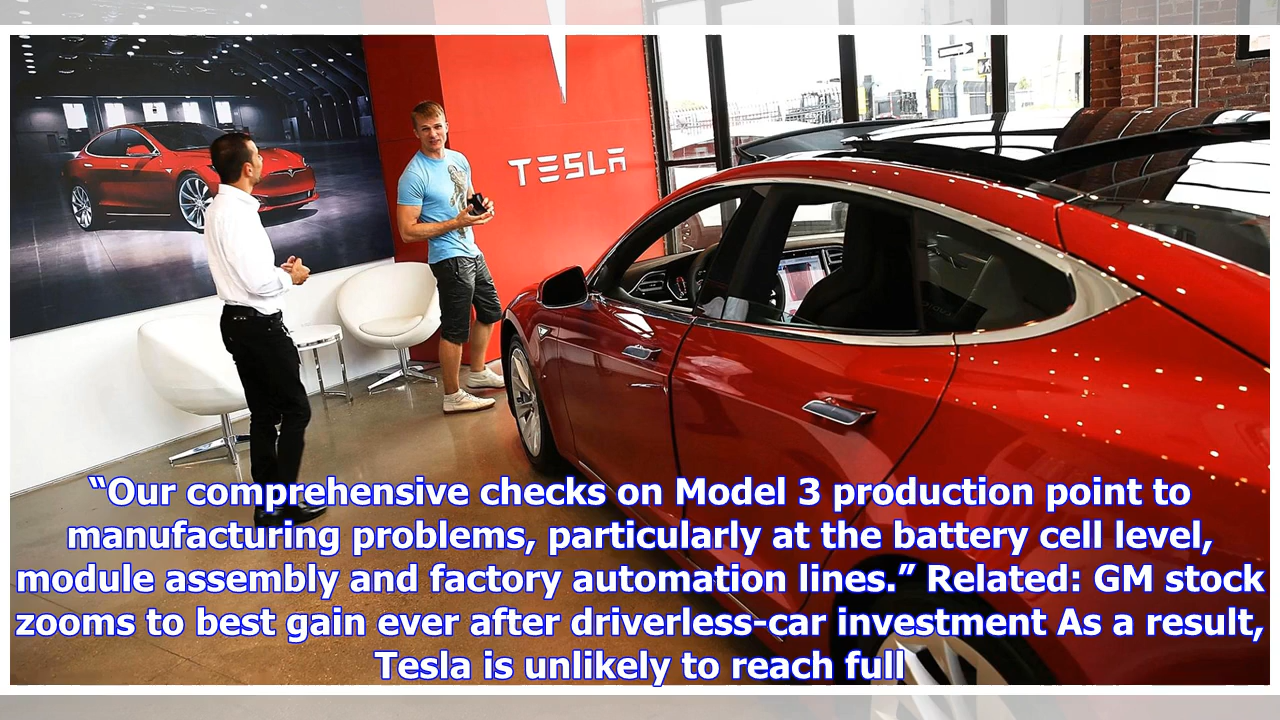 TESLA
“Our comprehensive checks on Model 3 production point to
manufacturing problems, particularly at the battery cell level,
module assembly and factory automation lines.” Related: GM stock
zooms to best gain ever after driverless-car investment As a result,
Tesla is unlikely to reach full